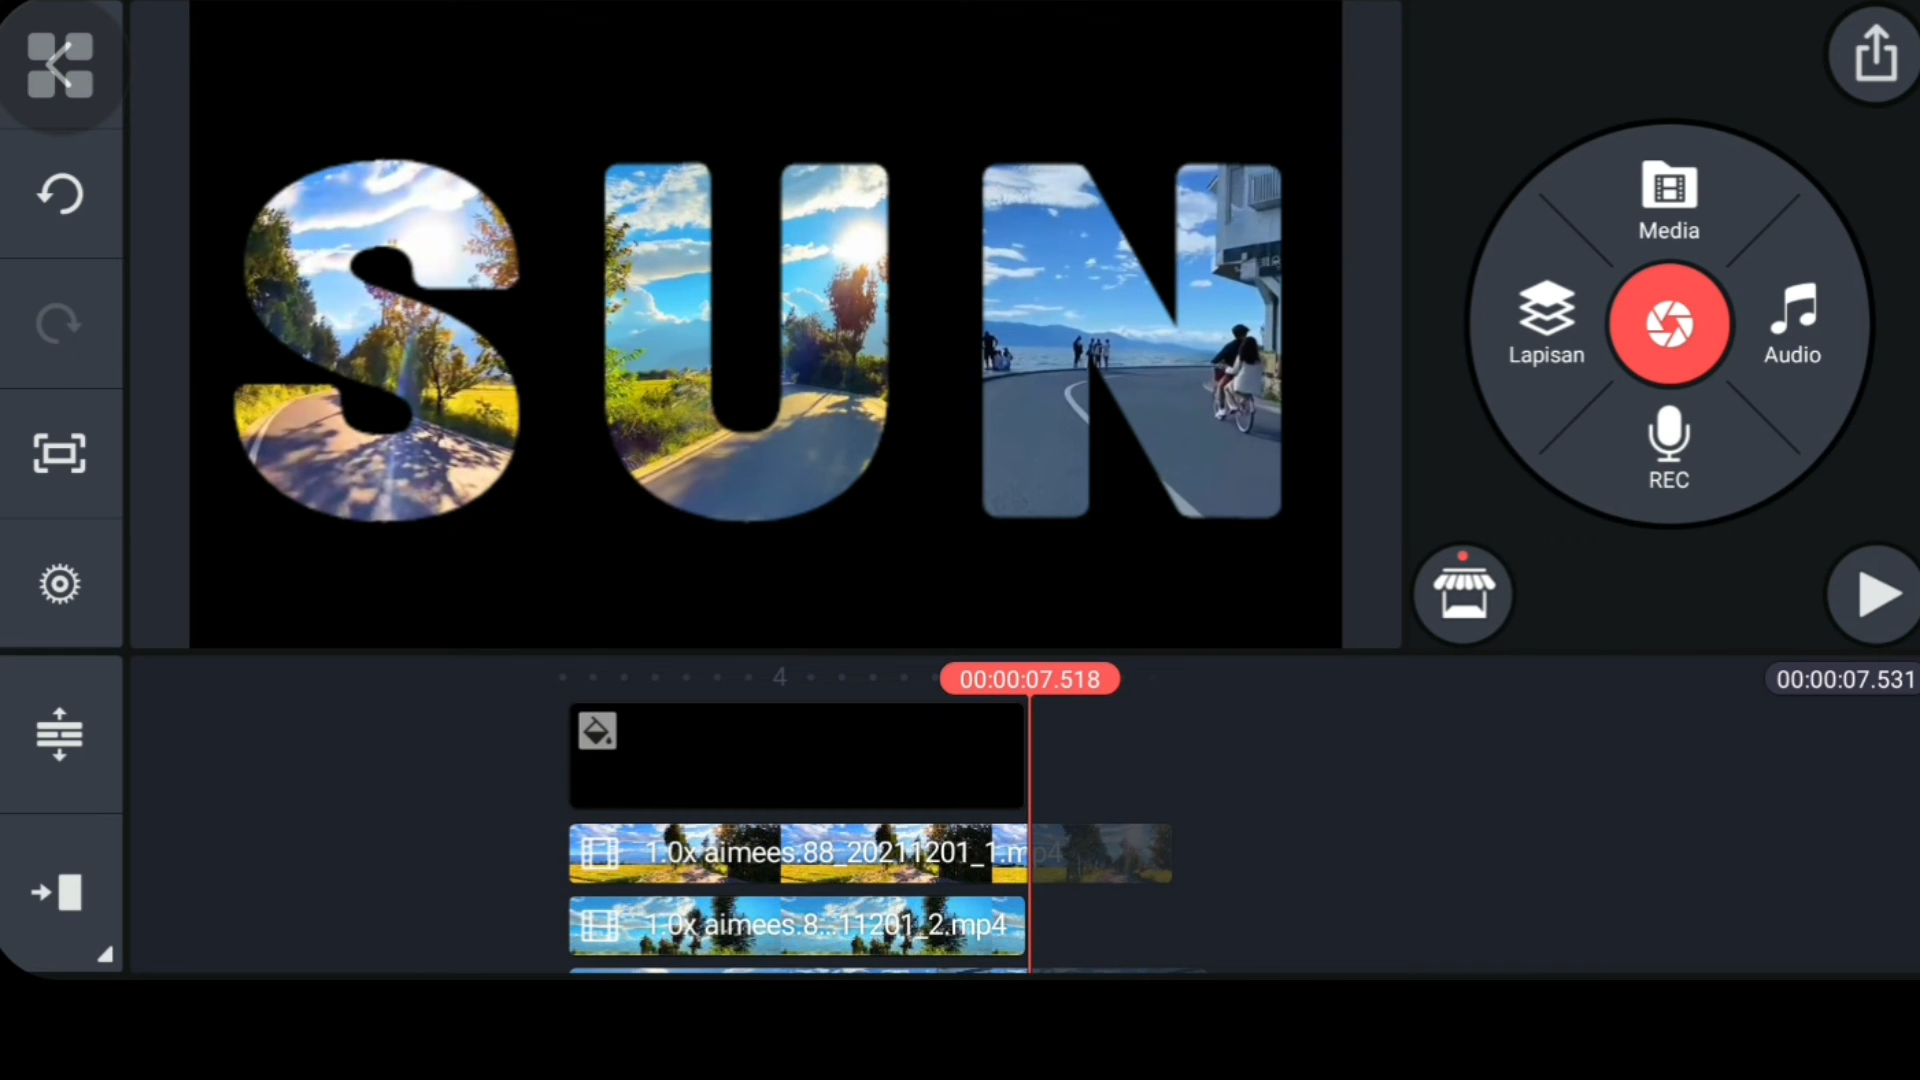 SUN
Media
Lapisan
Audio
REC
4
00:00:07.518
00:00:07.531
1.0x aimees.88_20211201_1.mp4
1.0x aimees.8...11201_2.mp4